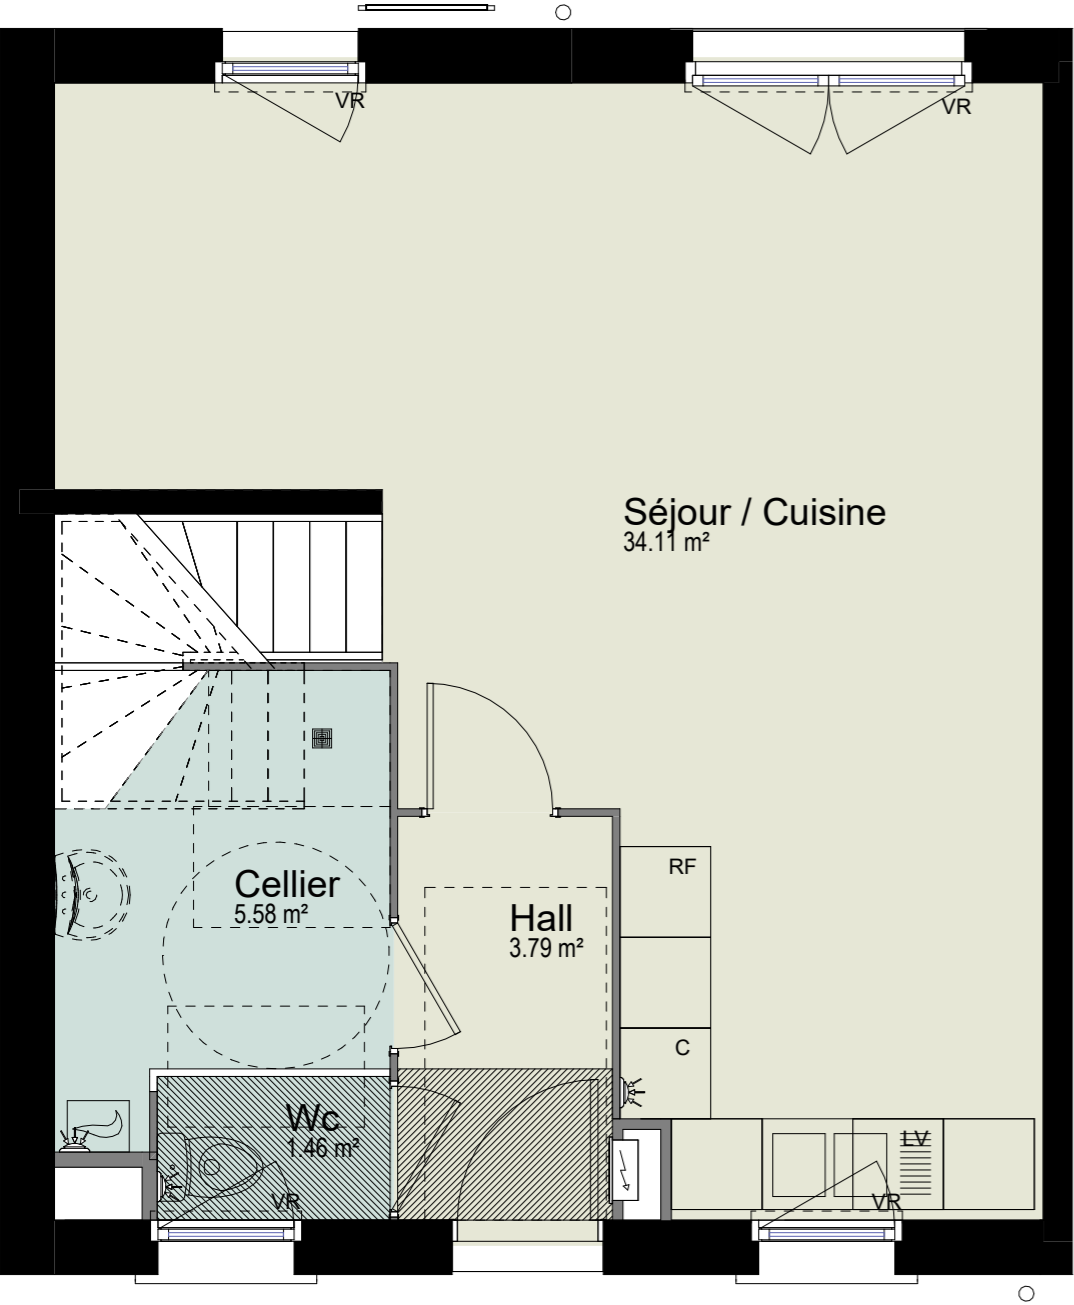 VR
VR
Séjour / Cuisine
34.11 m²
RF
Cellier
5.58 m²
Hall
3.79 m²
C
Wc
1.46 m²
LV
VR
VR